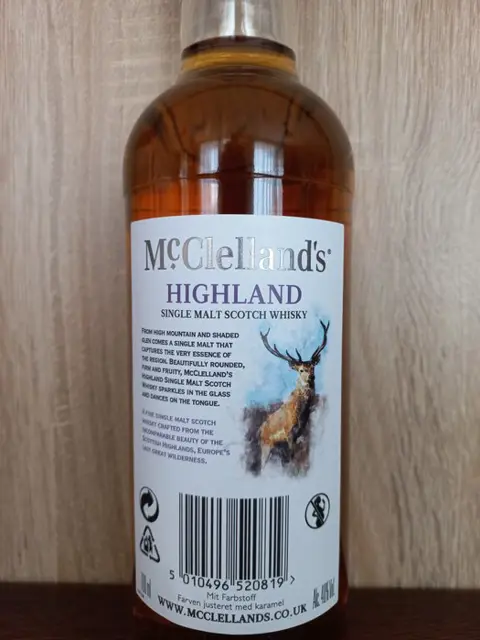 McClelland's®
HIGHLAND
SINGLE MALT SCOTCH WHISKY
FROM HIGH MOUNTAIN AND SHADED
GLEN COMES A SINGLE MALT THAT
CAPTURES THE VERY ESSENCE OF
THE REGION. BEAUTIFULLY ROUNDED,
FIRM AND FRUITY, MCCLELLAND'S
HIGHLAND SINGLE MALT SCOTCH
WHISKY SPARKLES IN THE GLASS
AND DANCES ON THE TONGUE.
A FINE SINGLE MALT SCOTCH
WHISKY CRAFTED FROM THE
INCOMPARABLE BEAUTY OF THE
SCOTTISH HIGHLANDS, EUROPE'S
LAST GREAT WILDERNESS.
5 010496 520819 >
Mit Farbstoff
Farven justeret med karamel
WWW.MCCLELLANDS.CO.UK
Alc. 40%Vol.